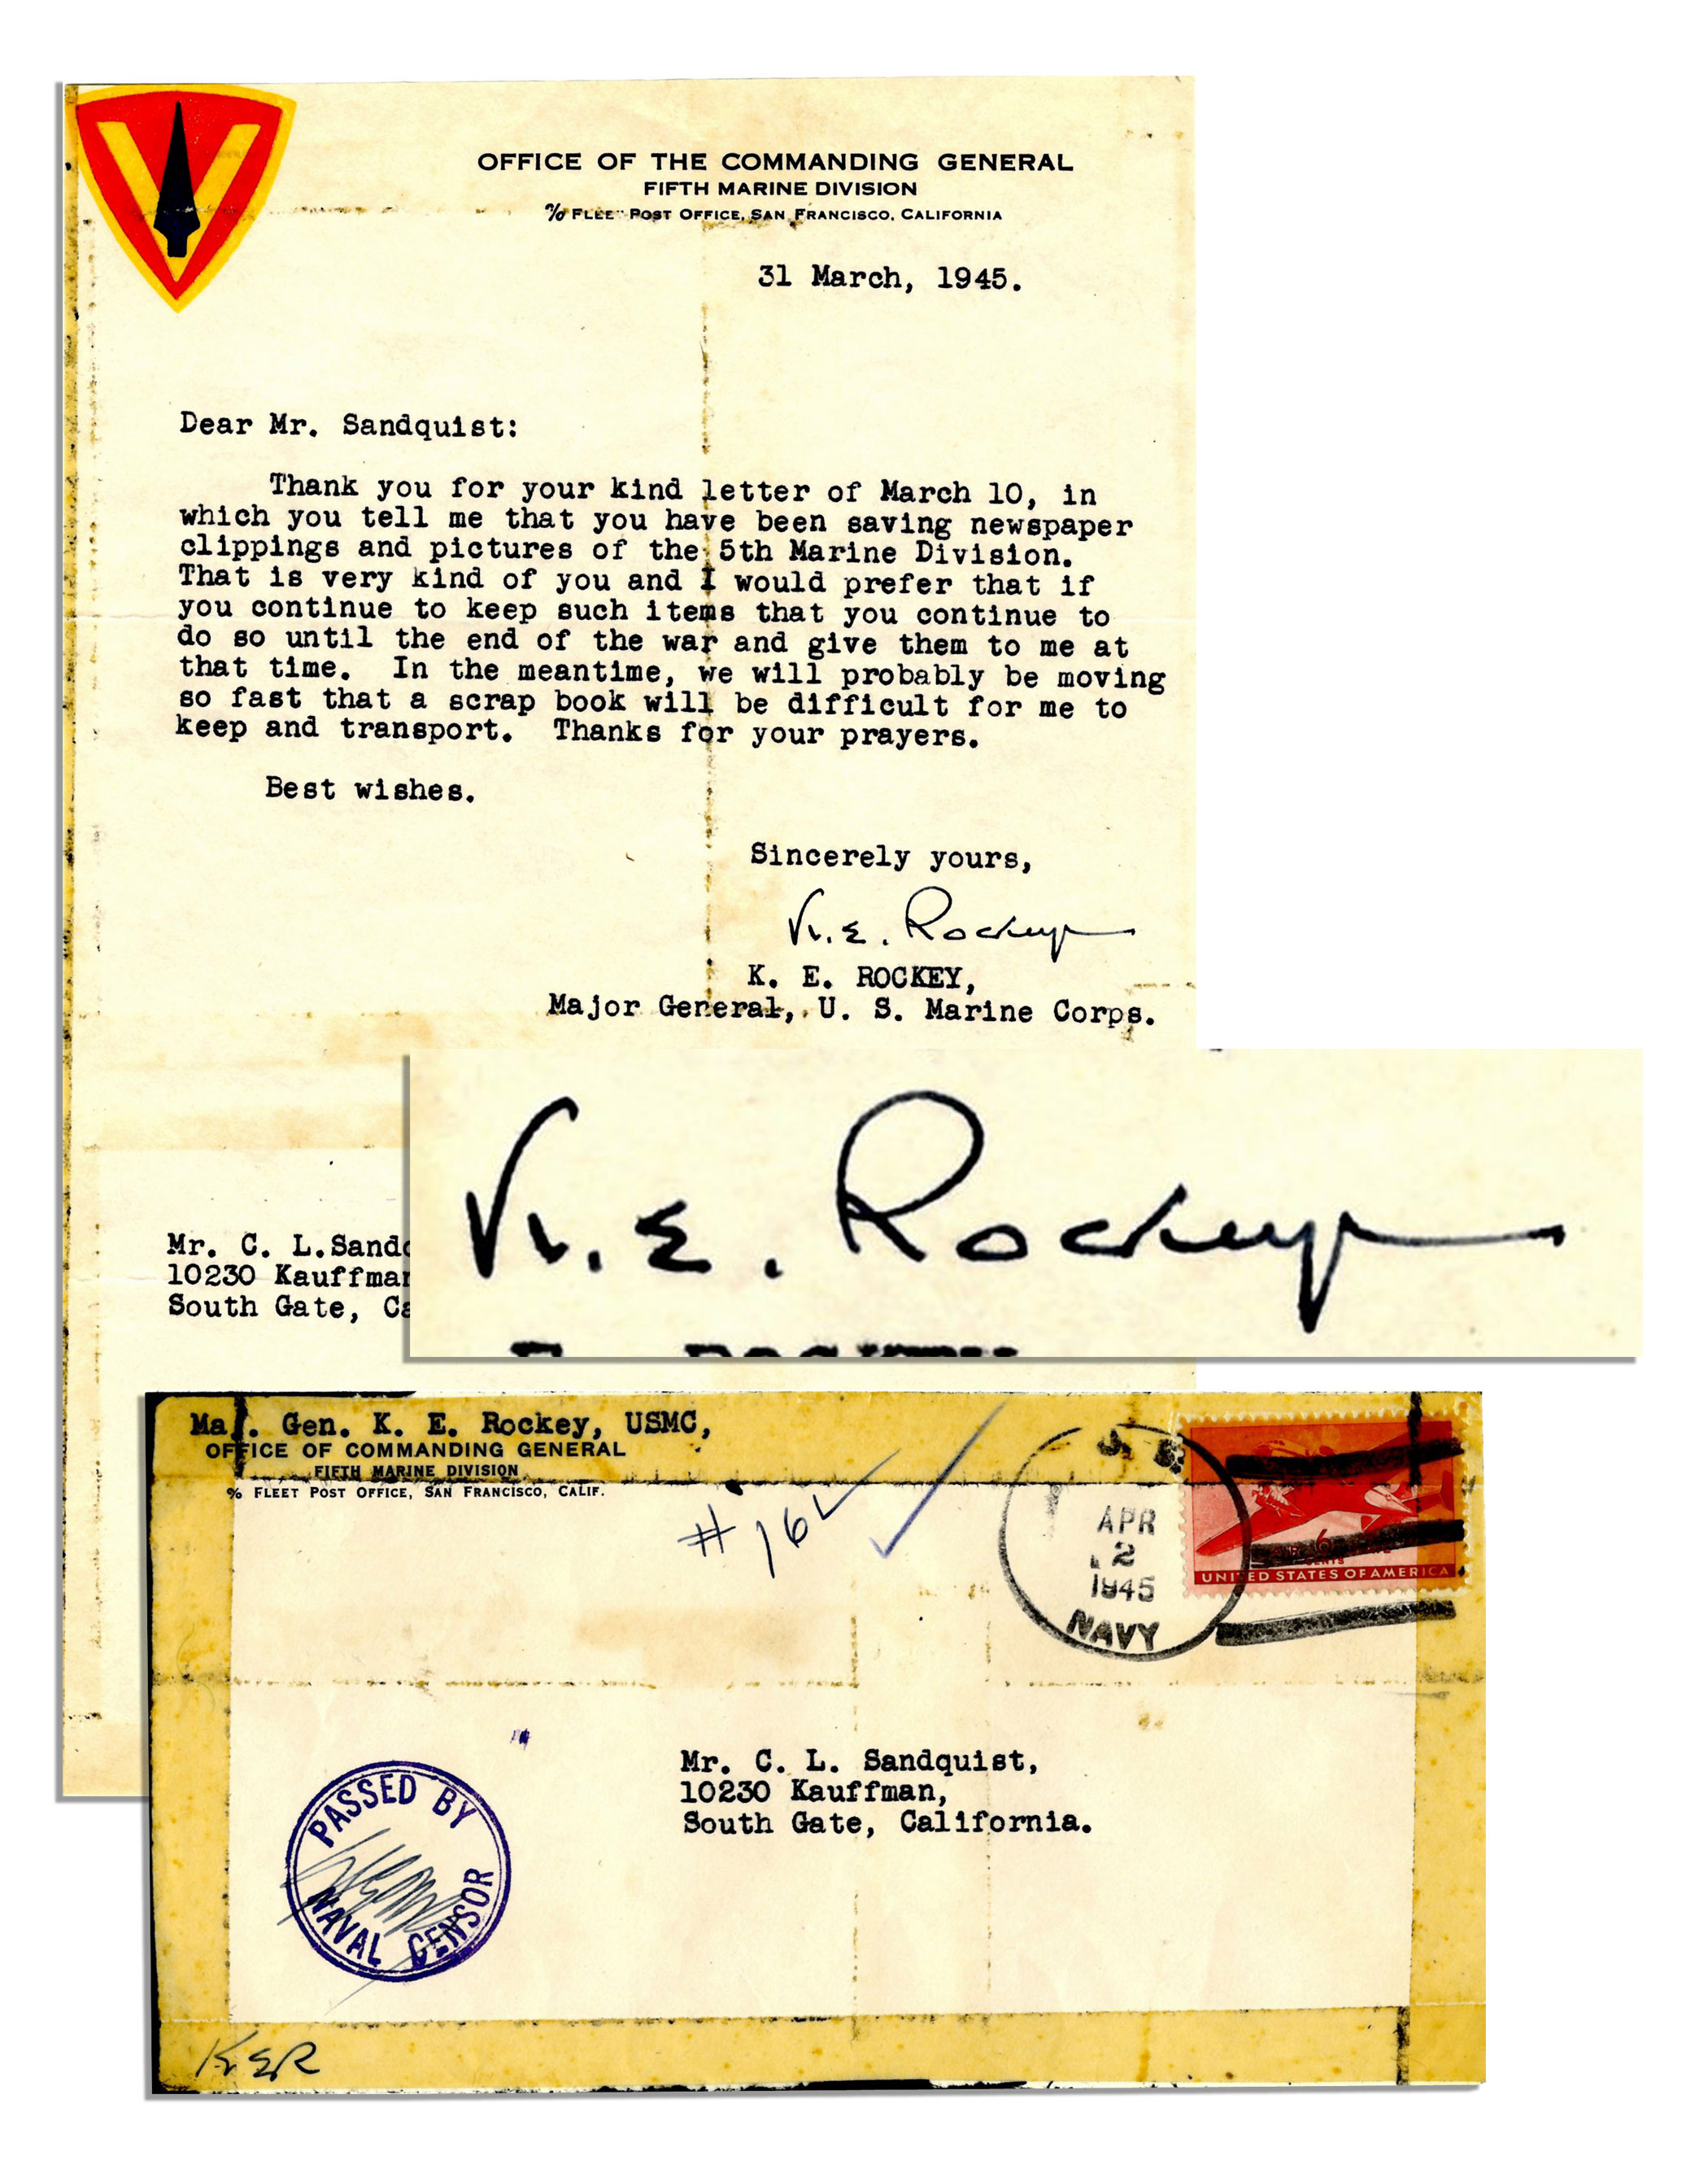 OFFICE OF THE COMMANDING GENERAL
FIFTH MARINE DIVISION
% FLEET POST OFFICE, SAN FRANCISCO, CALIFORNIA
31 March, 1945.
Dear Mr. Sandquist:
Thank you for your kind letter of March 10, in
which you tell me that you have been saving newspaper
clippings and pictures of the 5th Marine Division.
That is very kind of you and I would prefer that if
you continue to keep such items that you continue to
do so until the end of the war and give them to me at
that time. In the meantime, we will probably be moving
so fast that a scrap book will be difficult for me to
keep and transport. Thanks for your prayers.
Best wishes.
Sincerely yours,
K. E. Rockey
K. E. ROCKEY,
Major General, U. S. Marine Corps.
K. E. Rockey
Mr. C. L. Sand
10230 Kauffman
South Gate, Ca
Maj. Gen. K. E. Rockey, USMC,
OFFICE OF COMMANDING GENERAL
FIFTH MARINE DIVISION
% FLEET POST OFFICE, SAN FRANCISCO, CALIF.
#162
U. S.
APR
2
1945
NAVY
6
CENTS
UNITED STATES OF AMERICA
Mr. C. L. Sandquist,
10230 Kauffman,
South Gate, California.
PASSED BY
NAVAL CENSOR
KER